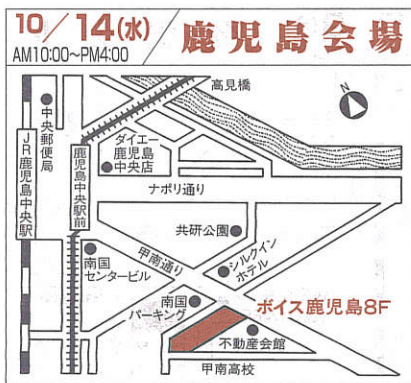 10/14(水)
AM10:00~PM4:00
鹿児島会場
高見橋
N
中央郵便局
ダイエー
鹿児島
中央店
JR鹿児島中央駅
鹿児島中央駅前
ナポリ通り
共研公園
甲南通り
シルクイン
ホテル
南国
センタービル
南国
パーキング
ボイス鹿児島8F
不動産会館
甲南高校